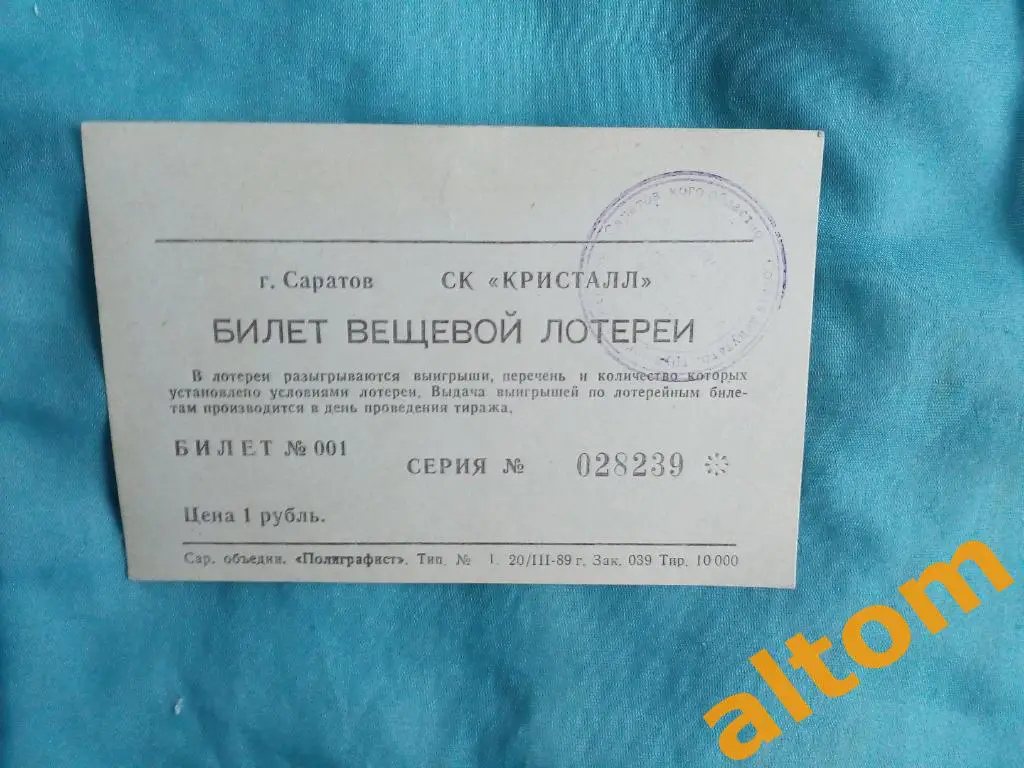 г. Саратов СК «КРИСТАЛЛ»
БИЛЕТ ВЕЩЕВОЙ ЛОТЕРЕИ
В лотереи разыгрываются выигрыши, перечень и количество которых
установлено условиями лотереи. Выдача выигрышей по лотерейным биле-
там производится в день проведения тиража.
БИЛЕТ № 001
СЕРИЯ № 028239
Цена 1 рубль.
Сар. объедин. «Полиграфист». Тип. № 1. 20/III-89 г. Зак. 039 Тир. 10 000
altom